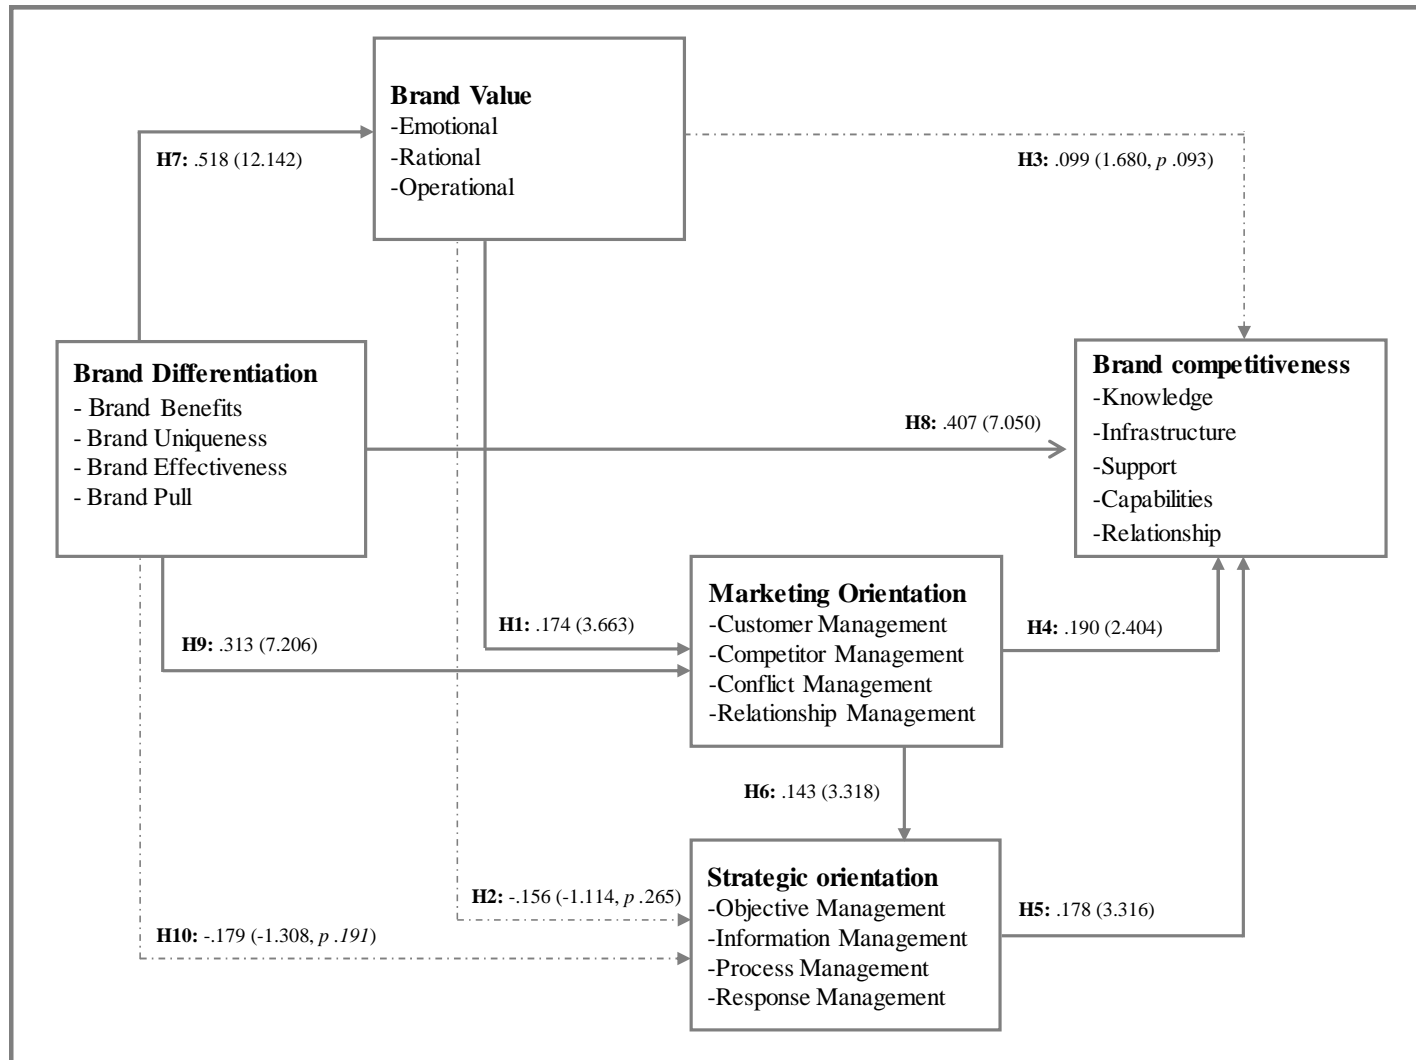 Brand Value
-Emotional
-Rational
-Operational
H7: .518 (12.142)
H3: .099 (1.680, p .093)
Brand Differentiation
- Brand Benefits
- Brand Uniqueness
- Brand Effectiveness
- Brand Pull
H8: .407 (7.050)
Brand competitiveness
-Knowledge
-Infrastructure
-Support
-Capabilities
-Relationship
H9: .313 (7.206)
H1: .174 (3.663)
Marketing Orientation
-Customer Management
-Competitor Management
-Conflict Management
-Relationship Management
H4: .190 (2.404)
H6: .143 (3.318)
H2: -.156 (-1.114, p .265)
H10: -.179 (-1.308, p .191)
Strategic orientation
-Objective Management
-Information Management
-Process Management
-Response Management
H5: .178 (3.316)